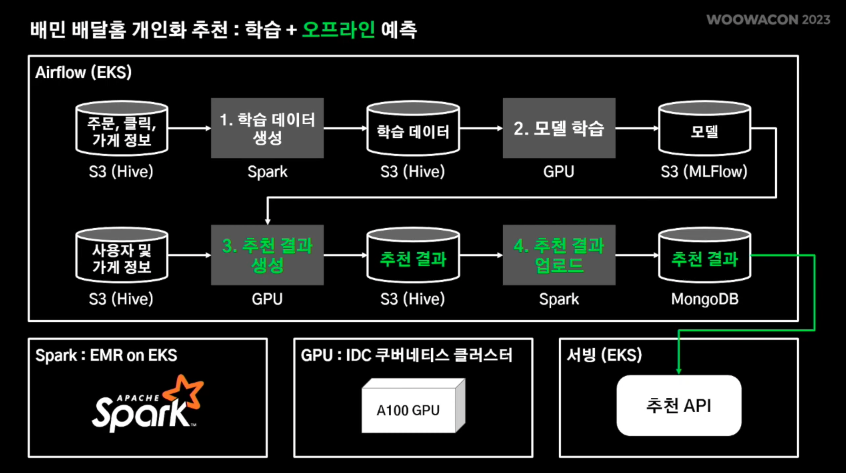 배민 배달홈 개인화 추천 : 학습 + 오프라인 예측
WOOWACON 2023
Airflow (EKS)
주문, 클릭,
가게 정보
S3 (Hive)
1. 학습 데이터
생성
Spark
학습 데이터
S3 (Hive)
2. 모델 학습
GPU
모델
S3 (MLFlow)
사용자 및
가게 정보
S3 (Hive)
3. 추천 결과
생성
GPU
추천 결과
S3 (Hive)
4. 추천 결과
업로드
Spark
추천 결과
MongoDB
Spark : EMR on EKS
APACHE
Spark™
GPU : IDC 쿠버네티스 클러스터
A100 GPU
서빙 (EKS)
추천 API